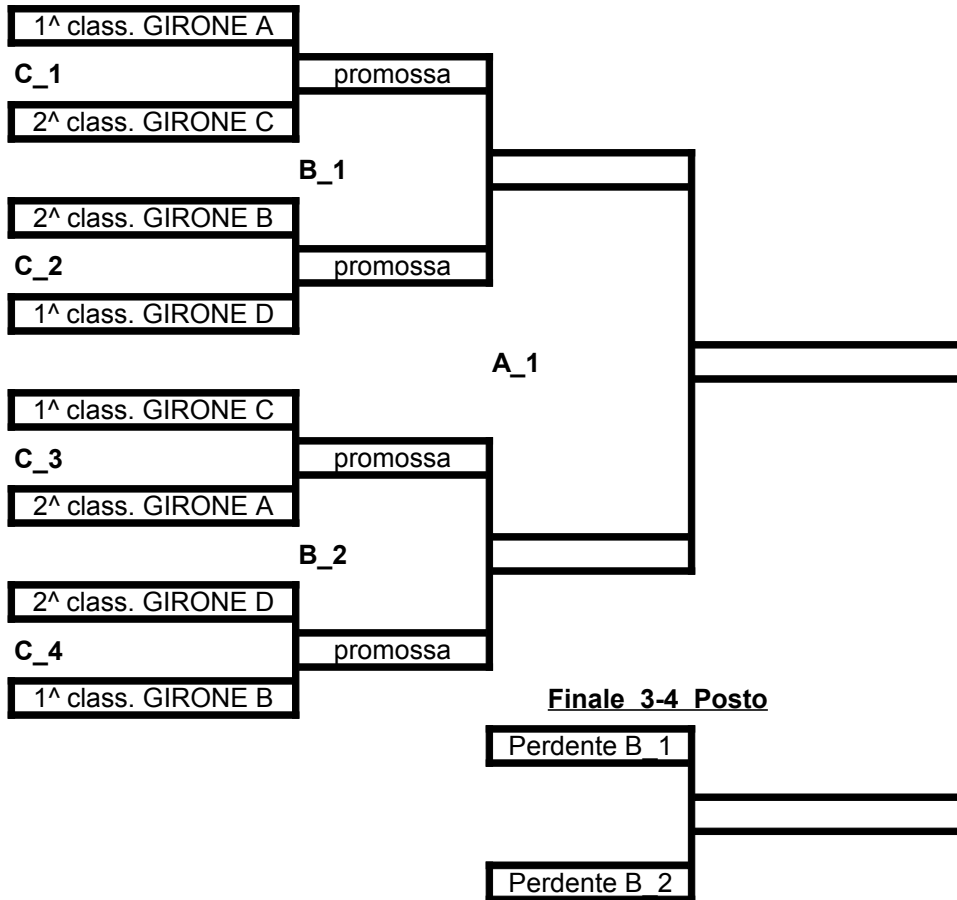 1^ class. GIRONE A
C_1
promossa
2^ class. GIRONE C
B_1
2^ class. GIRONE B
C_2
promossa
1^ class. GIRONE D
A_1
1^ class. GIRONE C
C_3
promossa
2^ class. GIRONE A
B_2
2^ class. GIRONE D
C_4
promossa
1^ class. GIRONE B
Finale 3-4 Posto
Perdente B_1
Perdente B_2